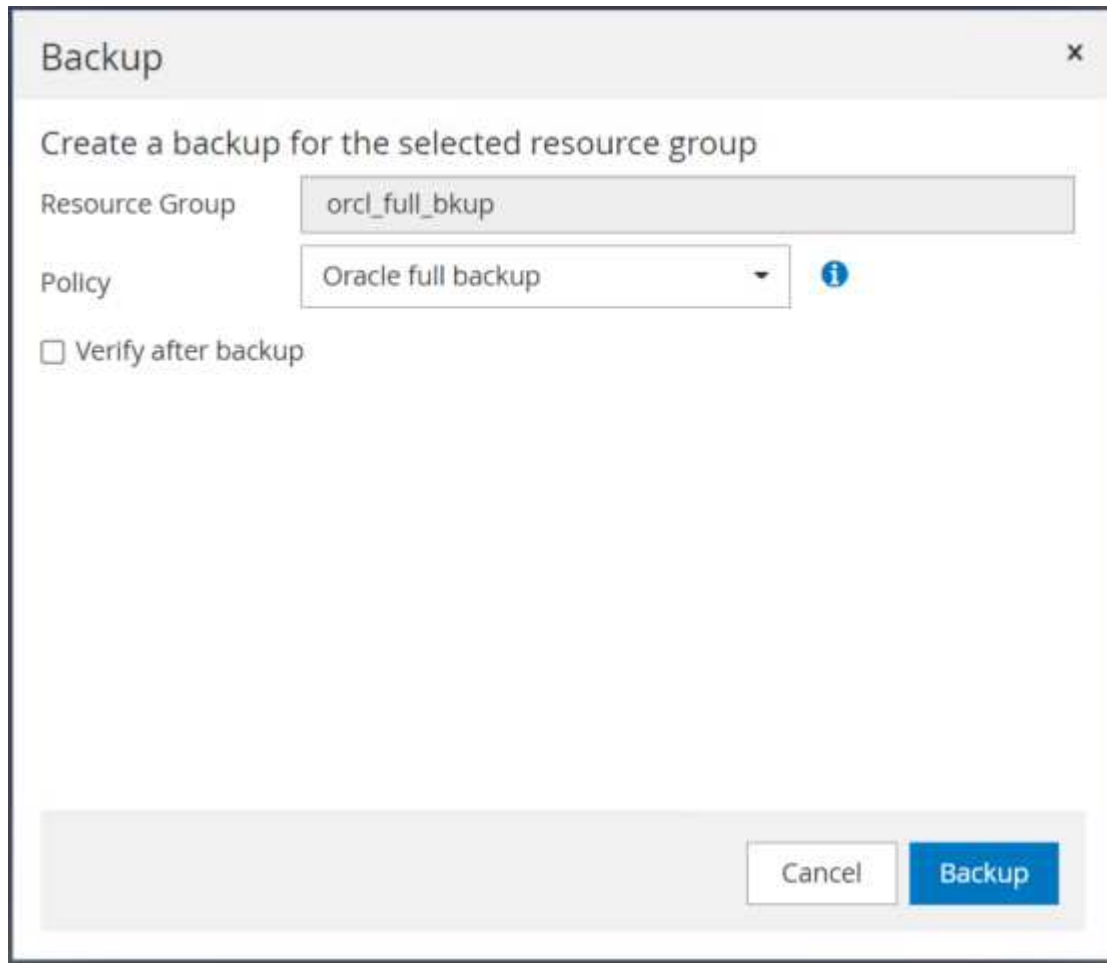 Backup
Create a backup for the selected resource group
Resource Group orcl_full_bkup
Policy Oracle full backup
Verify after backup
Cancel Backup